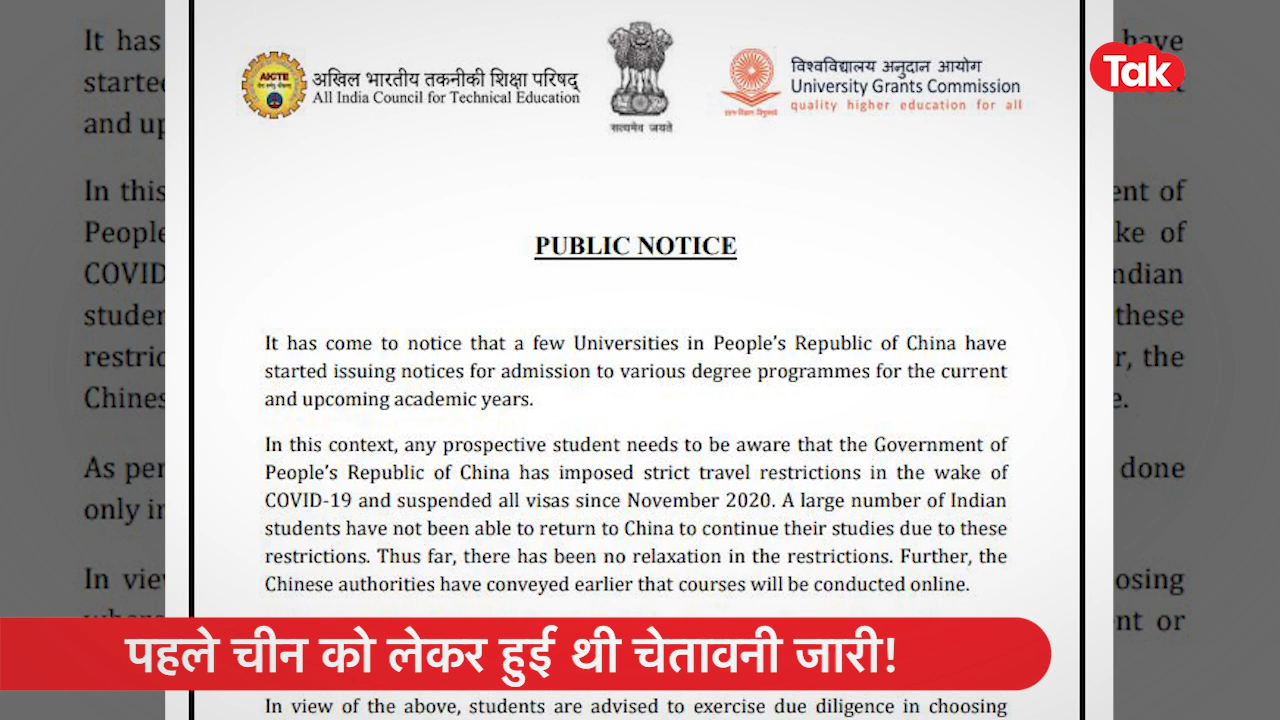 अखिल भारतीय तकनीकी शिक्षा परिषद्
All India Council for Technical Education
AICTE
सत्यमेव जयते
विश्वविद्यालय अनुदान आयोग
University Grants Commission
quality higher education for all
Tak
PUBLIC NOTICE
It has come to notice that a few Universities in People's Republic of China have
started issuing notices for admission to various degree programmes for the current
and upcoming academic years.
In this context, any prospective student needs to be aware that the Government of
People's Republic of China has imposed strict travel restrictions in the wake of
COVID-19 and suspended all visas since November 2020. A large number of Indian
students have not been able to return to China to continue their studies due to these
restrictions. Thus far, there has been no relaxation in the restrictions. Further, the
Chinese authorities have conveyed earlier that courses will be conducted online.
पहले चीन को लेकर हुई थी चेतावनी जारी!
In view of the above, students are advised to exercise due diligence in choosing